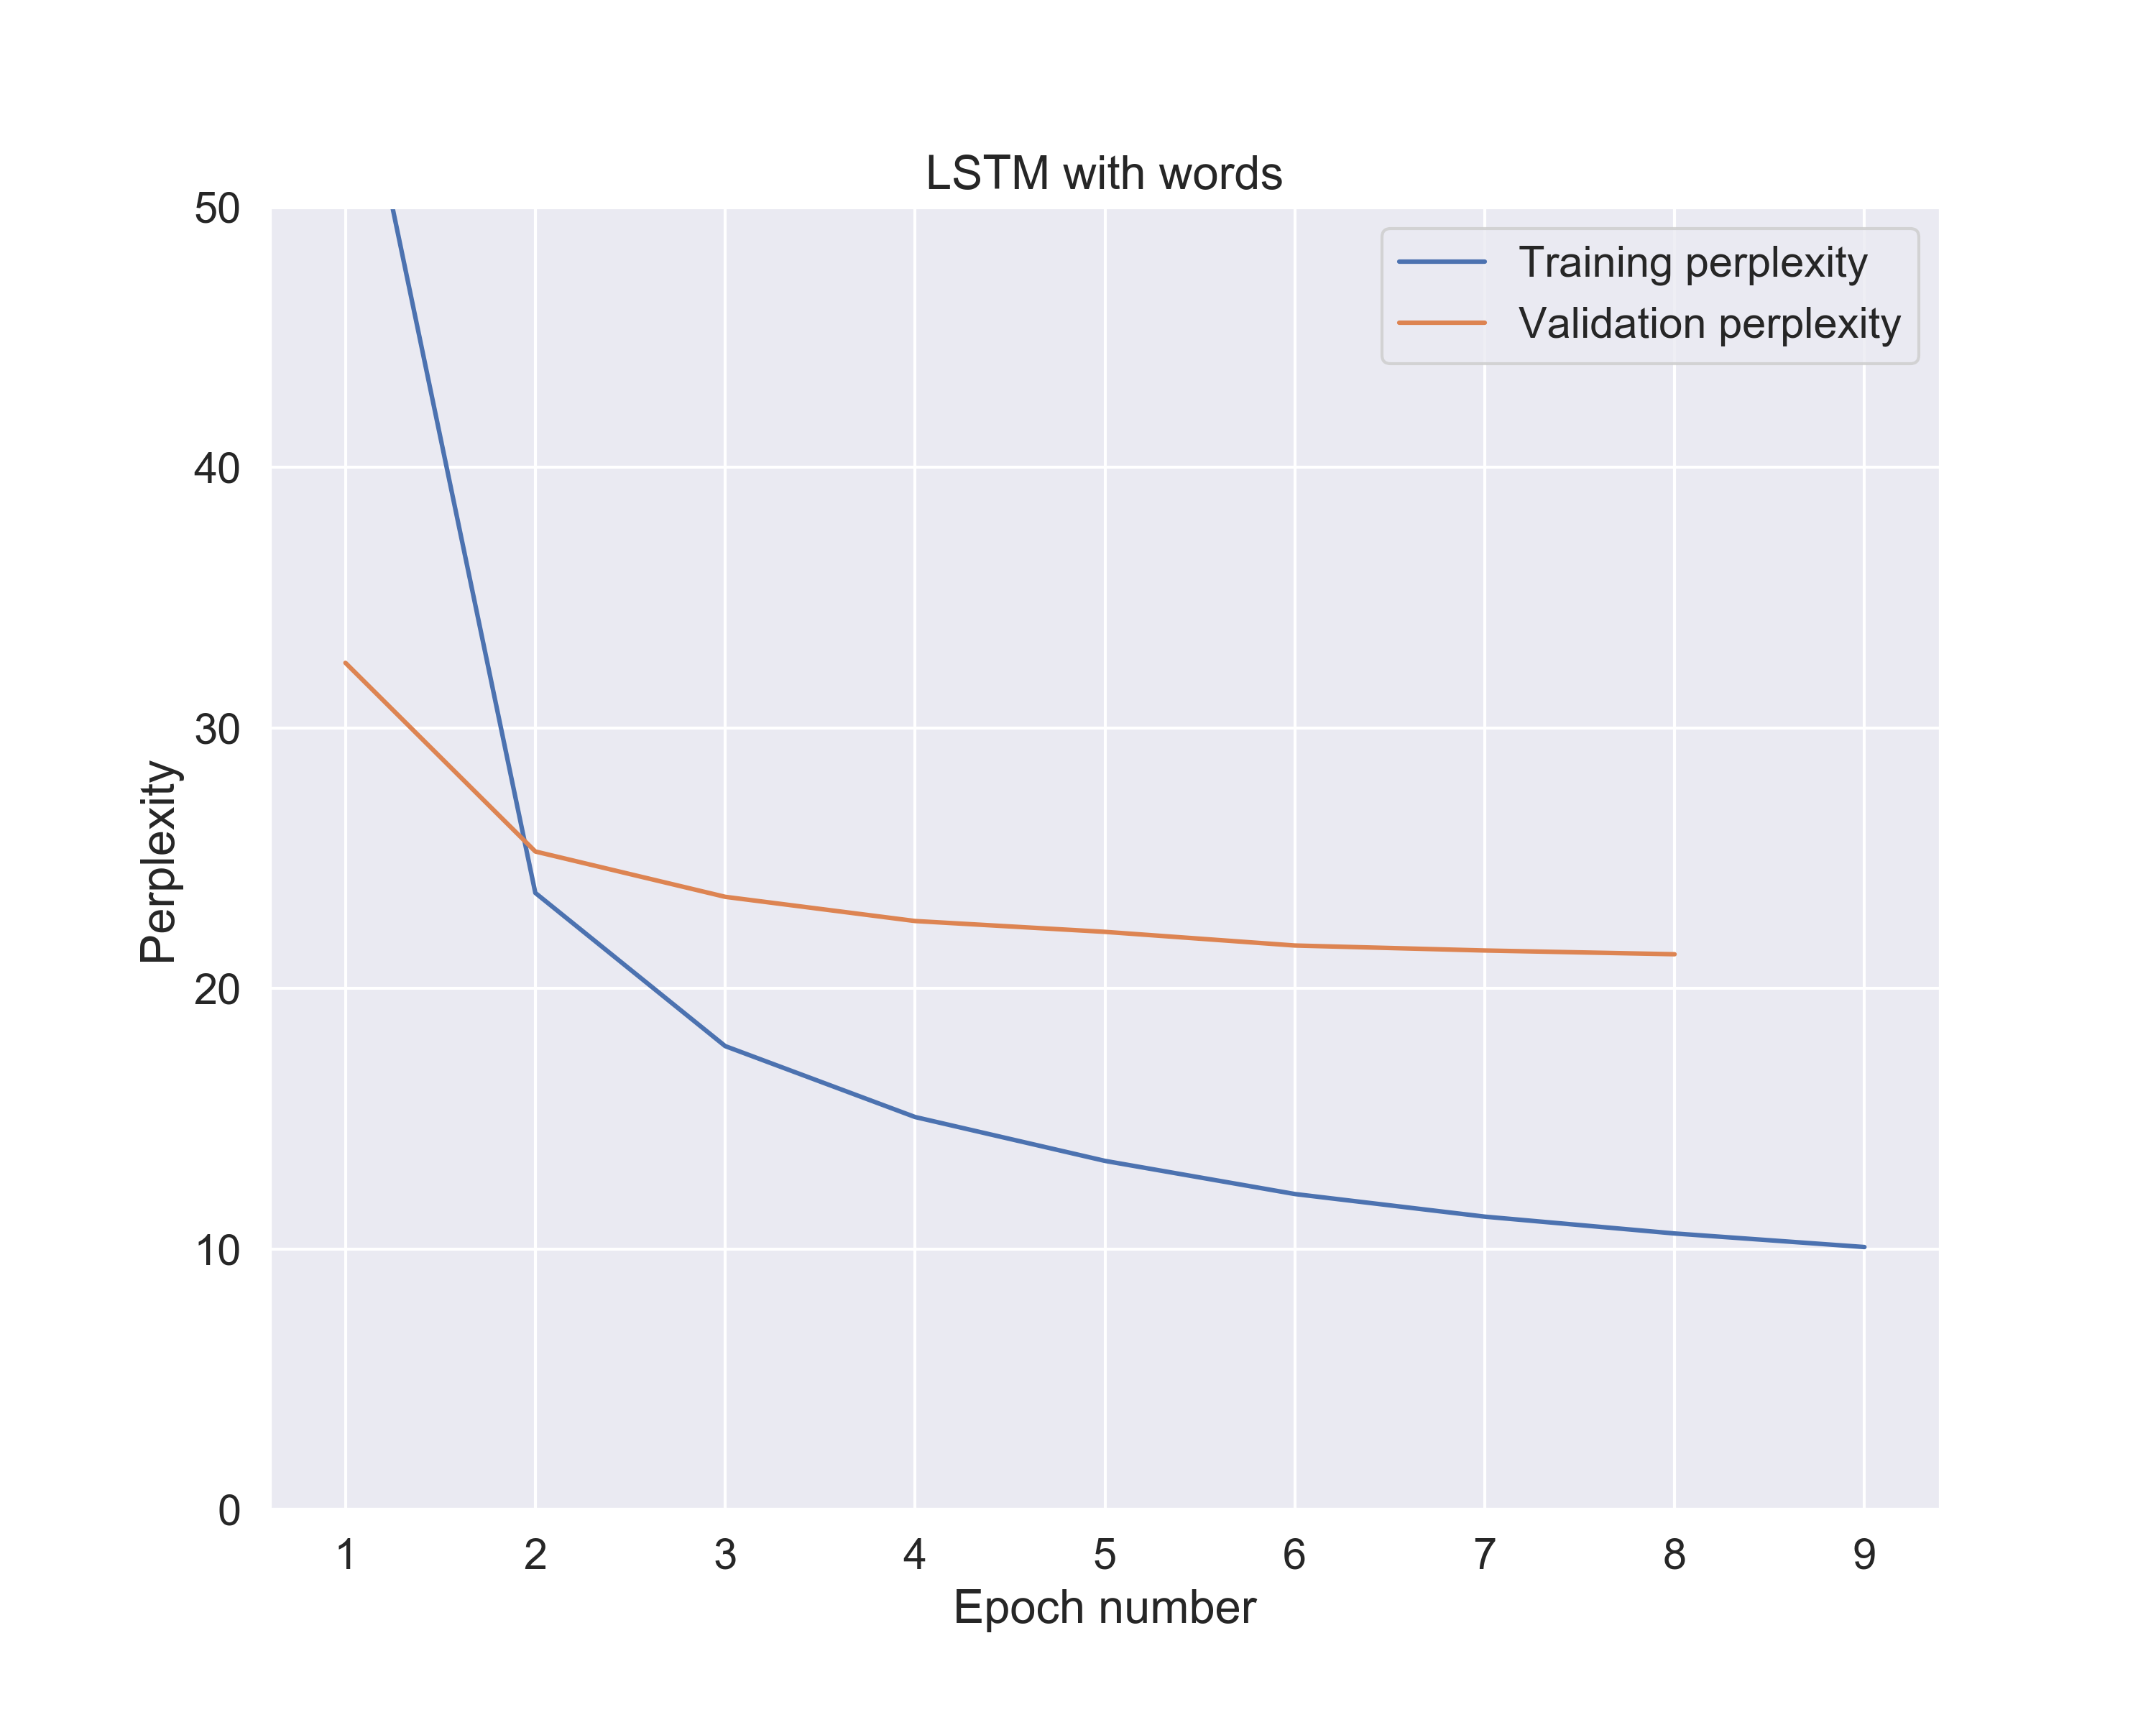 LSTM with words
50
40
30
20
10
0
Training perplexity
Validation perplexity
Perplexity
1 2 3 4 5 6 7 8 9
Epoch number